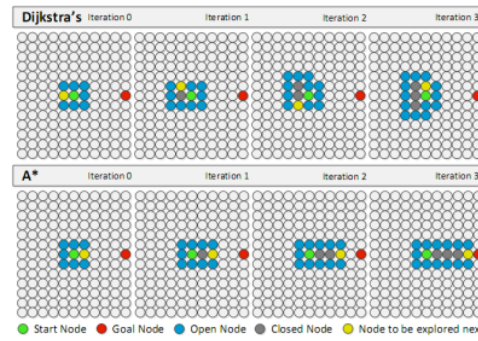 Dijkstra's Iteration 0 Iteration 1 Iteration 2 Iteration 3
A* Iteration 0 Iteration 1 Iteration 2 Iteration 3
Start Node Goal Node Open Node Closed Node Node to be explored nex